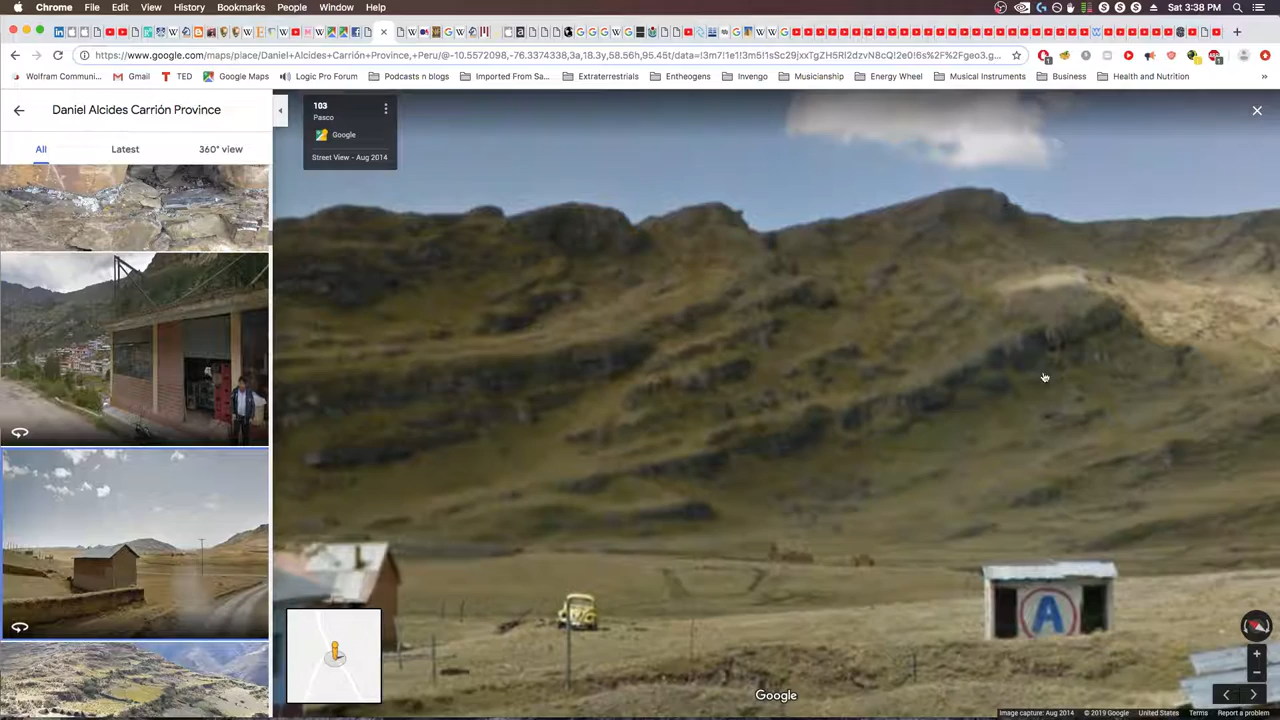 Chrome File Edit View History Bookmarks People Window Help
Sat 3:38 PM
https://www.google.com/maps/place/Daniel+Alcides+Carrión+Province,+Peru/@-10.5572098,-76.3374438,3a,18.3y,58.56h,95.45t/data=!3m7!1e1!3m5!1sSc29jxxTgZH5RI2dzvN8cQ!2e0!6s%2F%2Fgeo3.g...
Wolfram Communit... Gmail TED Google Maps Logic Pro Forum Podcasts n blogs Imported From Sa... Extraterrestrials Entheogens Invengo Musicianship Energy Wheel Musical Instruments Business Health and Nutrition
Daniel Alcides Carrión Province
All Latest 360° view
103
Pasco
Google
Street View - Aug 2014
A
Google
Image capture: Aug 2014 © 2019 Google United States Terms Report a problem